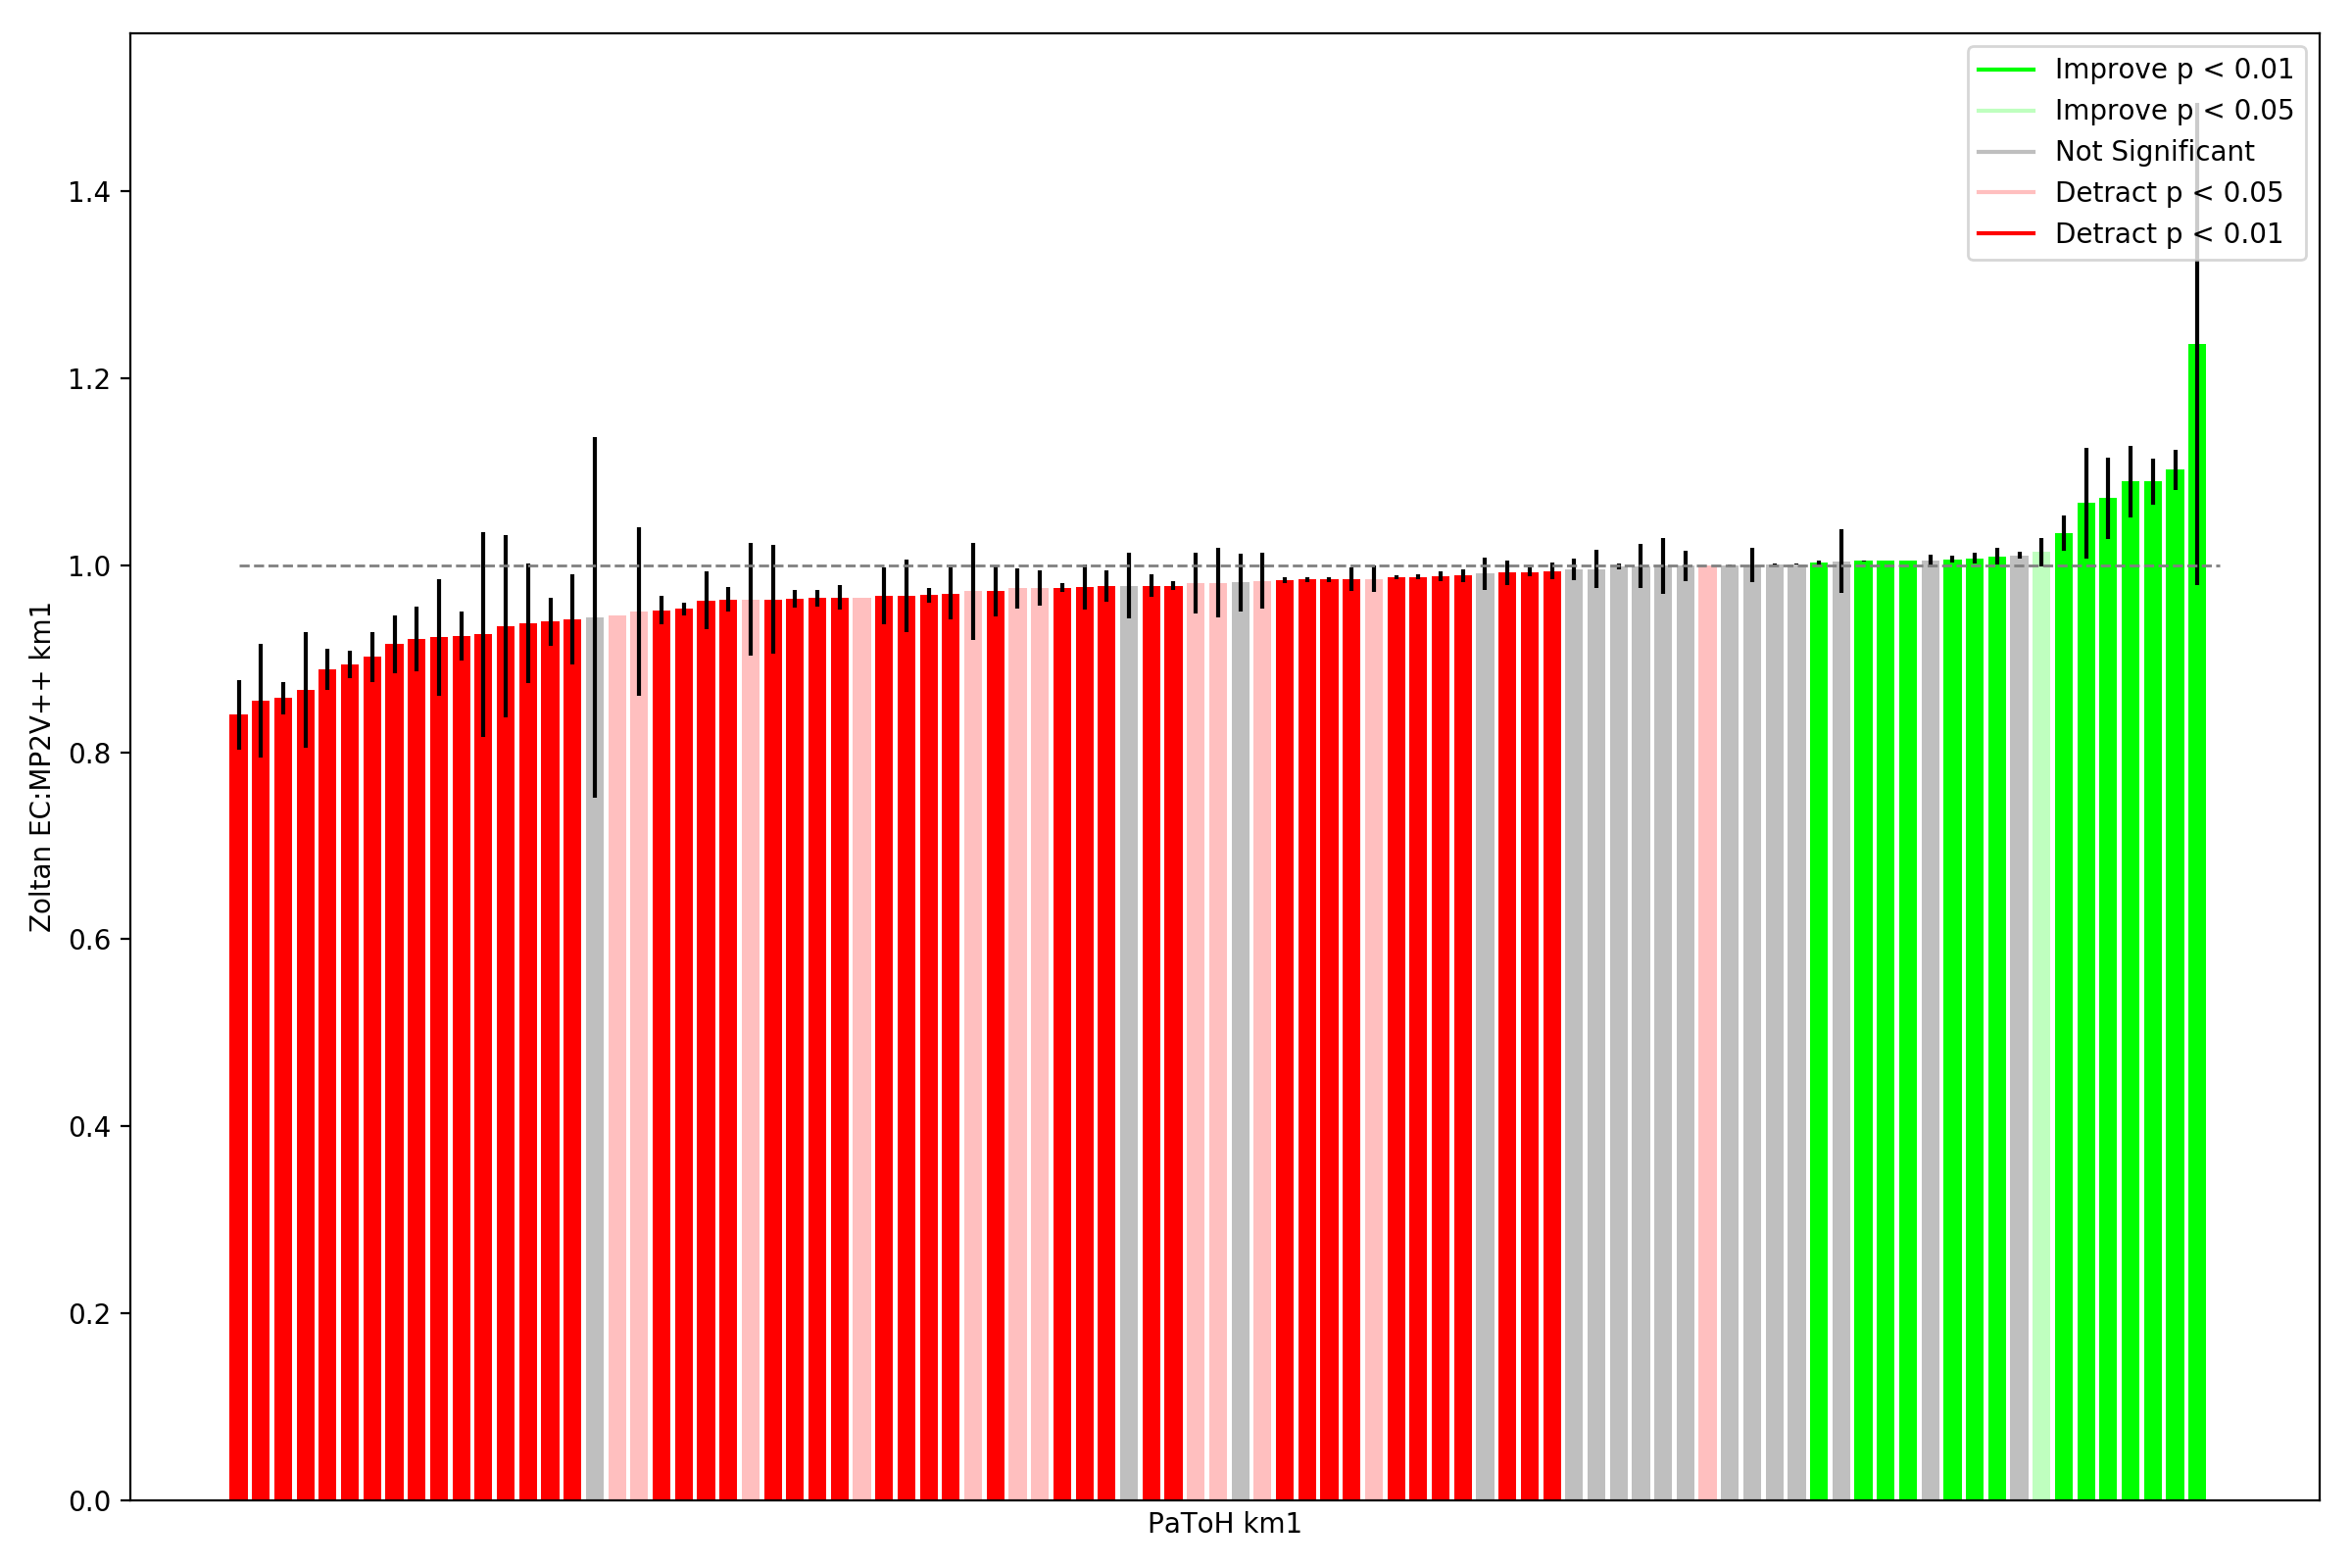 Improve p < 0.01
Improve p < 0.05
Not Significant
Detract p < 0.05
Detract p < 0.01
1.4
1.2
1.0
0.8
0.6
0.4
0.2
0.0
Zoltan EC:MP2V++ km1
PaToH km1